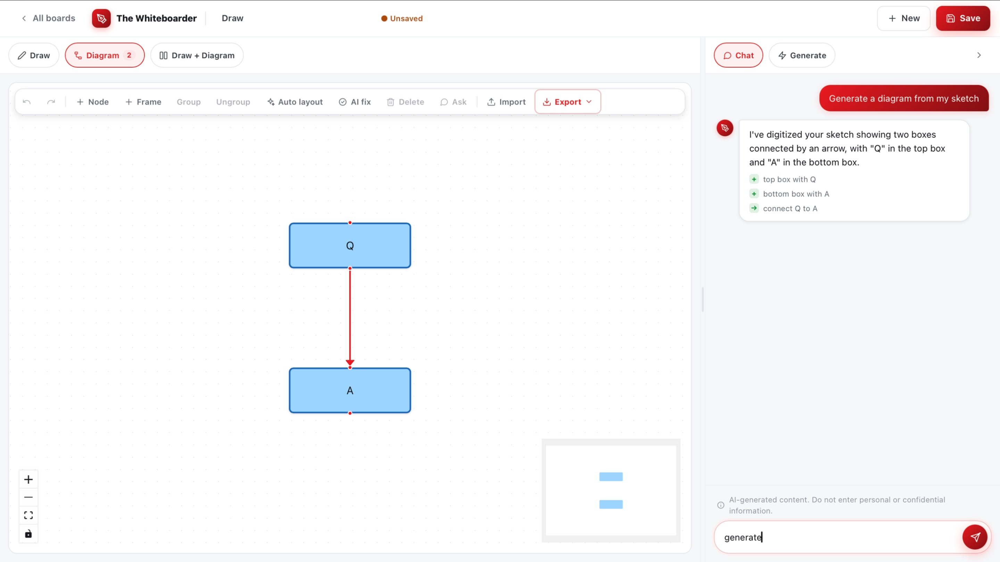 All boards
The Whiteboarder
Draw
Unsaved
New
Save
Draw
Diagram 2
Draw + Diagram
Chat
Generate
Node
Frame
Group
Ungroup
Auto layout
AI fix
Delete
Ask
Import
Export
Generate a diagram from my sketch
I've digitized your sketch showing two boxes
connected by an arrow, with "Q" in the top box
and "A" in the bottom box.
top box with Q
bottom box with A
connect Q to A
Q
A
AI-generated content. Do not enter personal or confidential
information.
generate